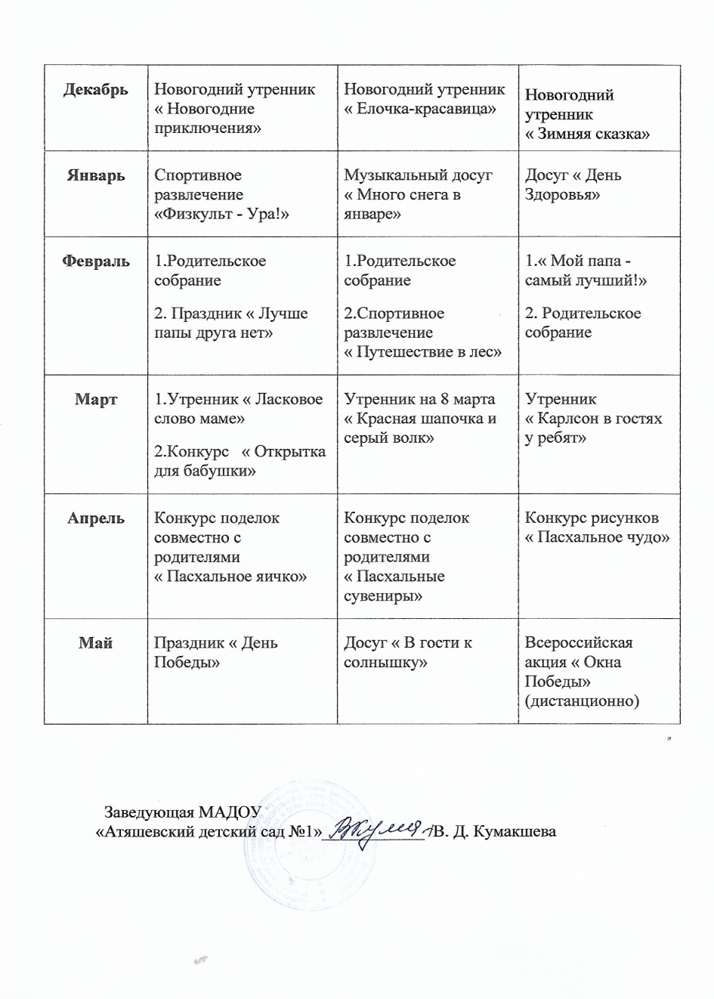 Декабрь
Новогодний утренник
« Новогодние
приключения»
Новогодний утренник
« Елочка-красавица»
Новогодний
утренник
« Зимняя сказка»
Январь
Спортивное
развлечение
«Физкульт - Ура!»
Музыкальный досуг
« Много снега в
январе»
Досуг « День
Здоровья»
Февраль
1.Родительское
собрание
2. Праздник « Лучше
папы друга нет»
1.Родительское
собрание
2.Спортивное
развлечение
« Путешествие в лес»
1.« Мой папа -
самый лучший!»
2. Родительское
собрание
Март
1.Утренник « Ласковое
слово маме»
2.Конкурс « Открытка
для бабушки»
Утренник на 8 марта
« Красная шапочка и
серый волк»
Утренник
« Карлсон в гостях
у ребят»
Апрель
Конкурс поделок
совместно с
родителями
« Пасхальное яичко»
Конкурс поделок
совместно с
родителями
« Пасхальные
сувениры»
Конкурс рисунков
« Пасхальное чудо»
Май
Праздник « День
Победы»
Досуг « В гости к
солнышку»
Всероссийская
акция « Окна
Победы»
(дистанционно)
Заведующая МАДОУ
«Атяшевский детский сад №1»____________/В. Д. Кумакшева